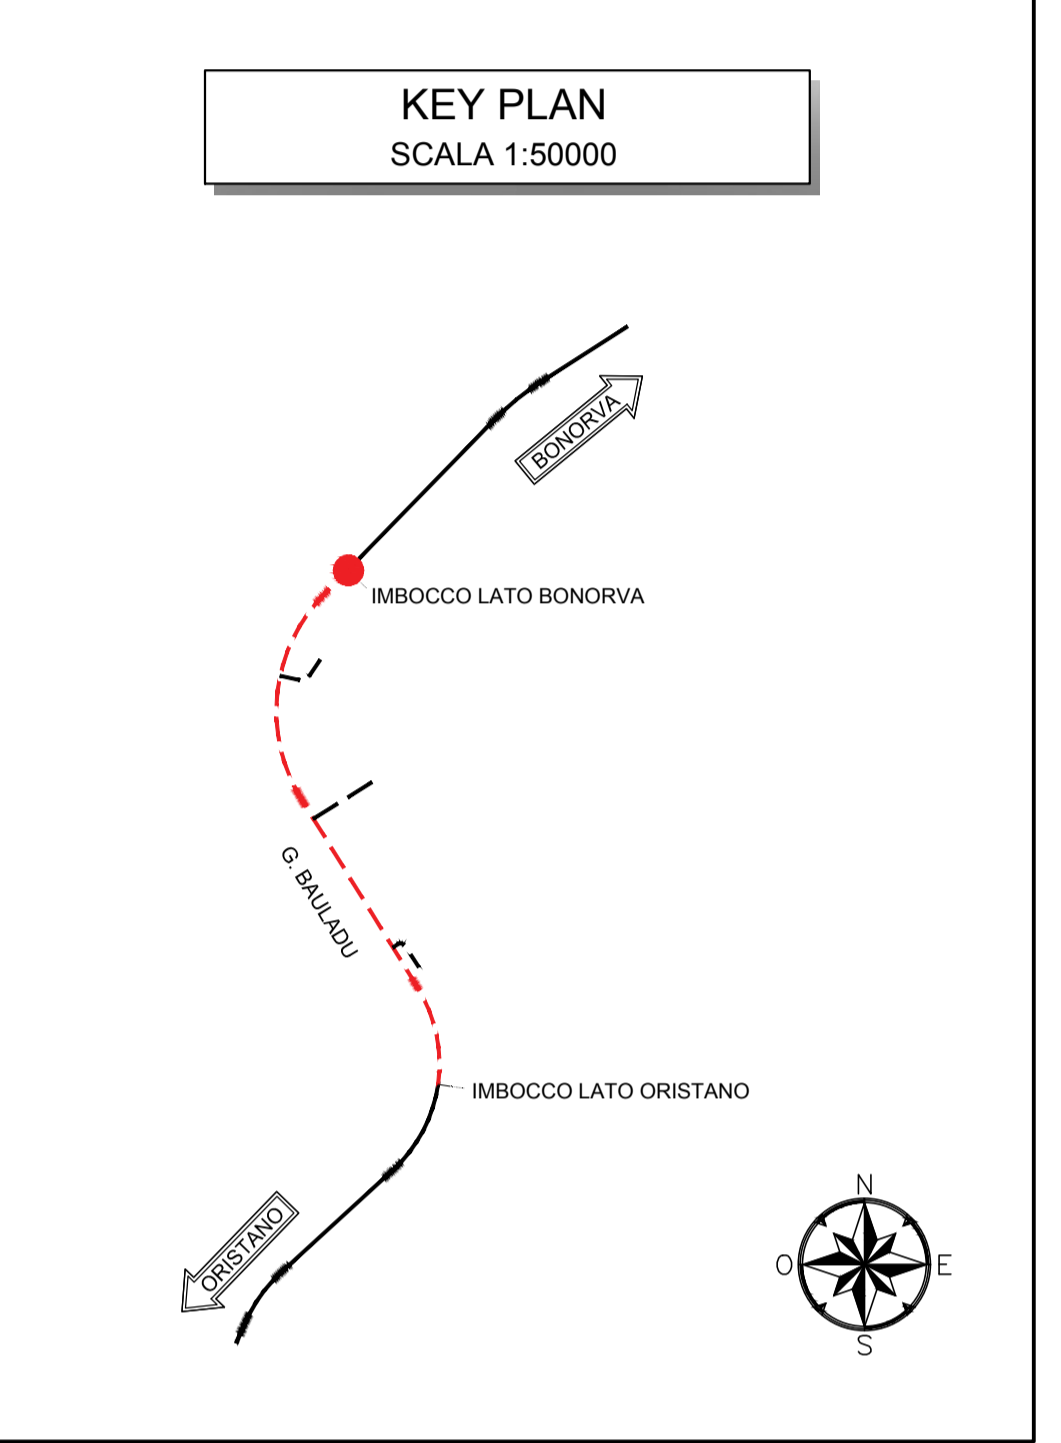 KEY PLAN
SCALA 1:50000
BONORVA
IMBOCCO LATO BONORVA
G. BAULADU
IMBOCCO LATO ORISTANO
ORISTANO
N
O
E
S